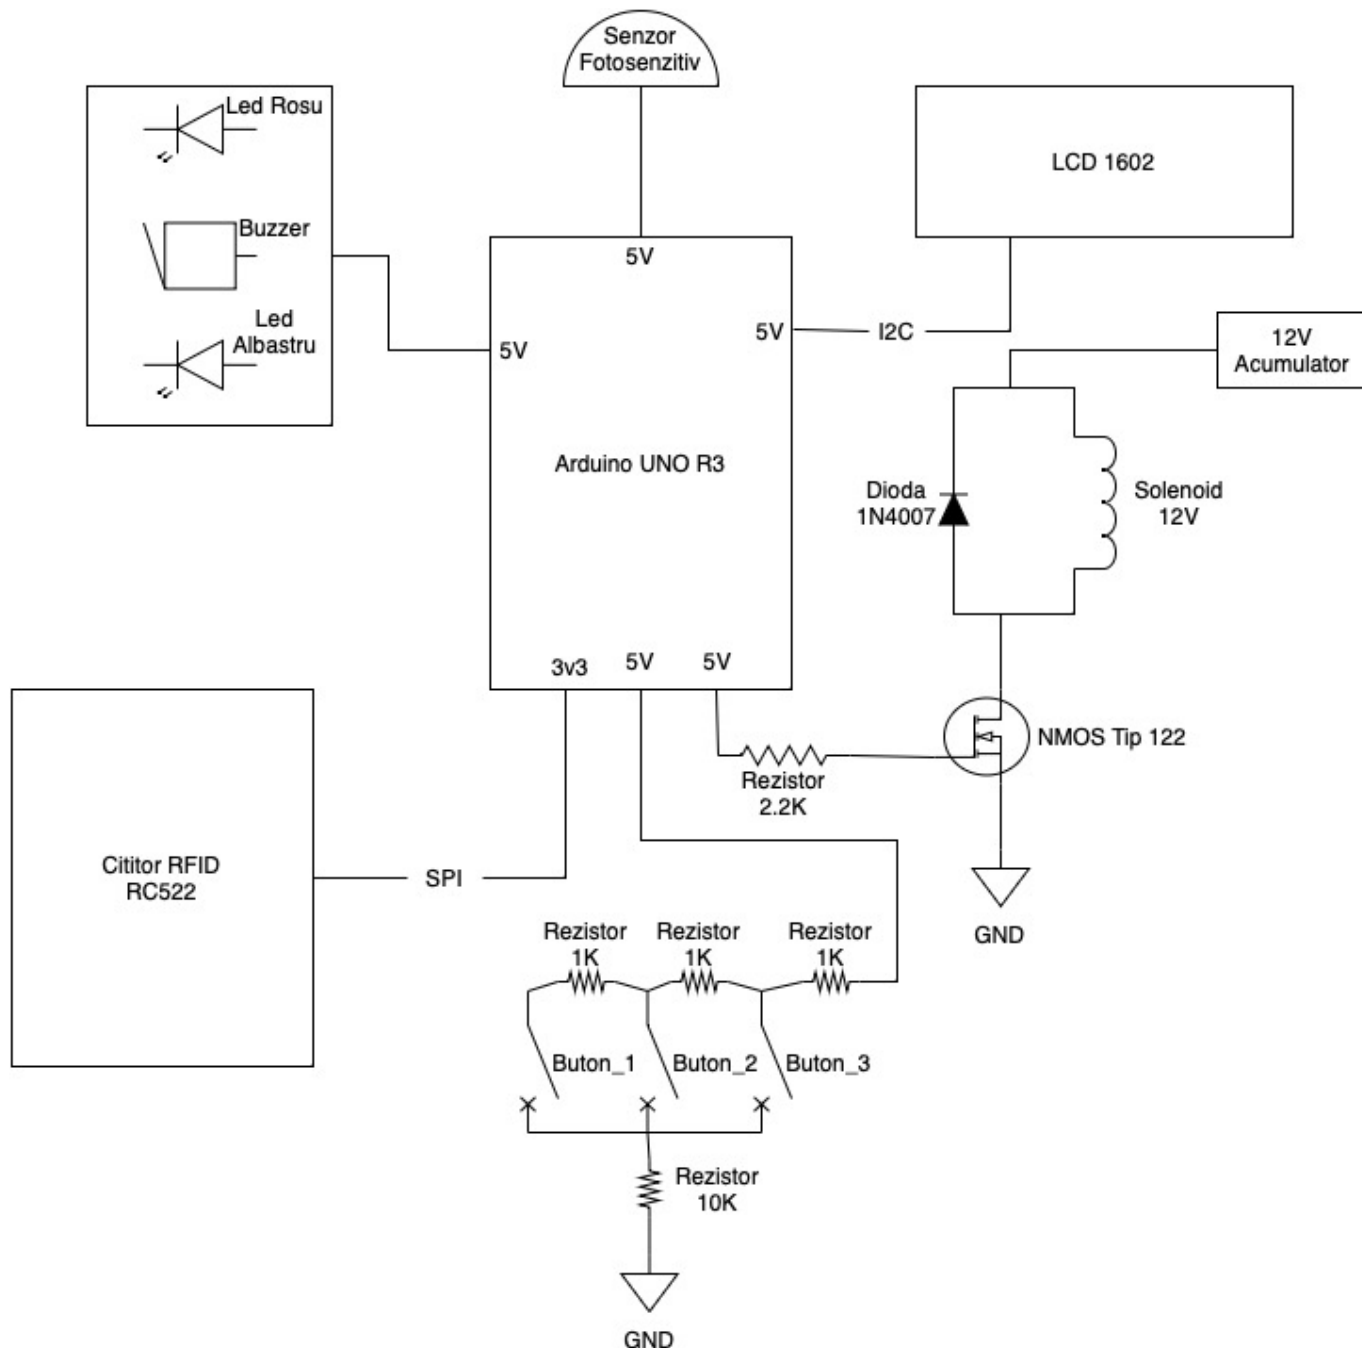 Senzor
Fotosenzitiv
Led Rosu
LCD 1602
Buzzer
5V
Led
Albastru
5V
I2C
12V
Acumulator
5V
Arduino UNO R3
Dioda
1N4007
Solenoid
12V
3v3
5V
5V
NMOS Tip 122
Rezistor
2.2K
Cititor RFID
RC522
SPI
Rezistor
1K
Rezistor
1K
Rezistor
1K
GND
Buton_1
Buton_2
Buton_3
Rezistor
10K
GND